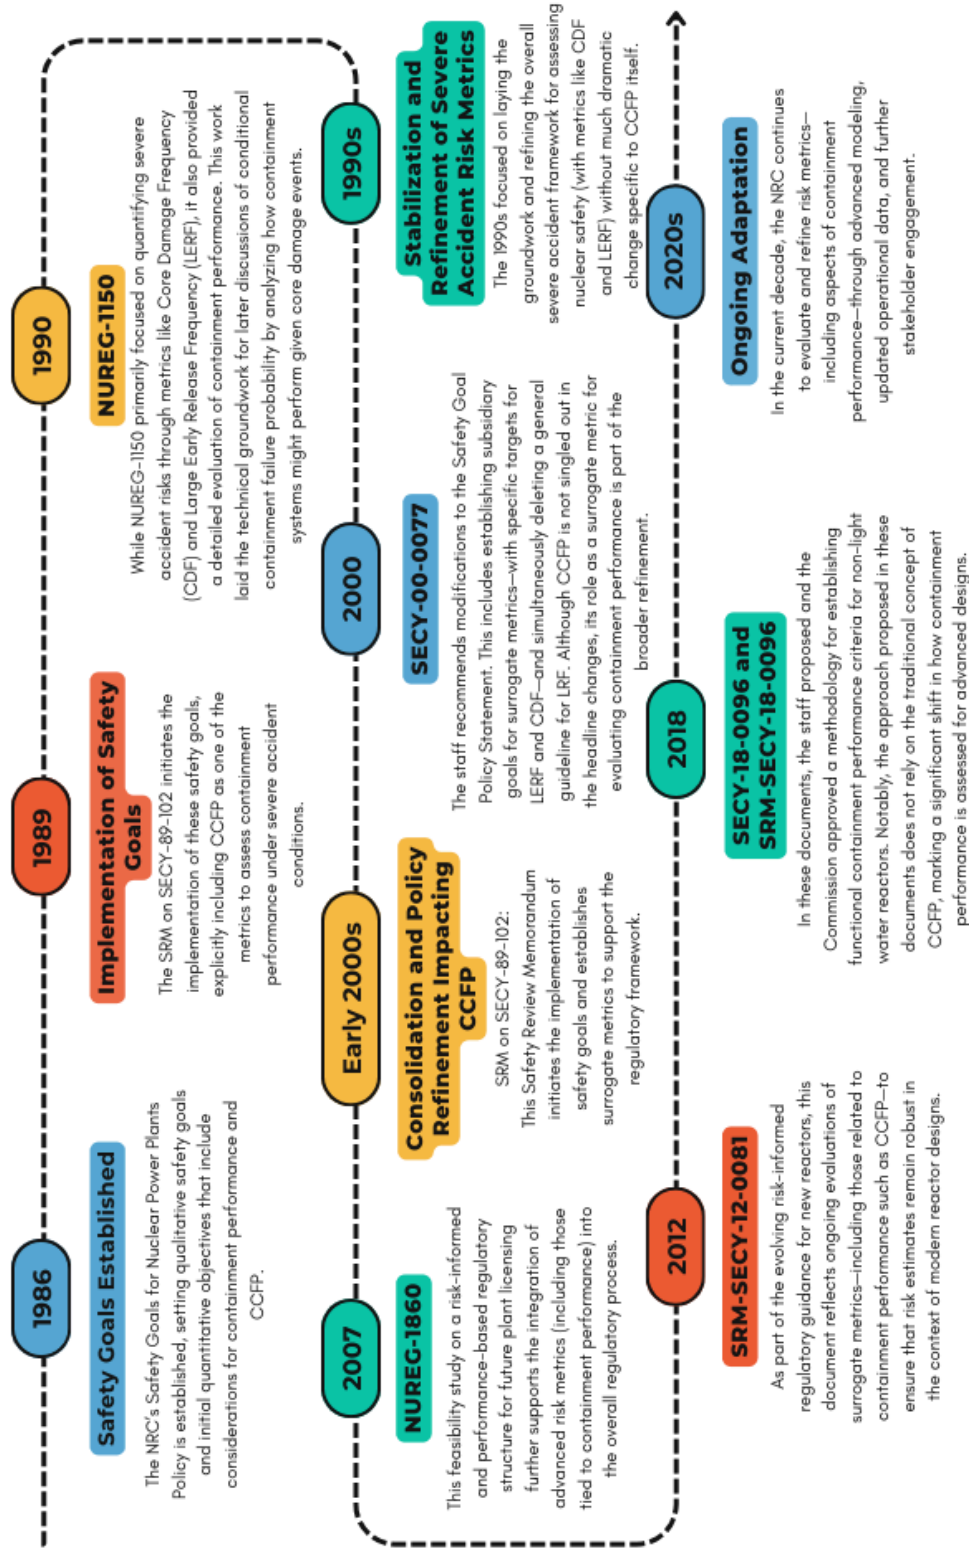 1986
Safety Goals Established
The NRC's Safety Goals for Nuclear Power Plants
Policy is established, setting qualitative safety goals
and initial quantitative objectives that include
considerations for containment performance and
CCFP.
1989
Implementation of Safety
Goals
The SRM on SECY-89-102 initiates the
implementation of these safety goals,
explicitly including CCFP as one of the
metrics to assess containment
performance under severe accident
conditions.
1990
NUREG-1150
While NUREG-1150 primarily focused on quantifying severe
accident risks through metrics like Core Damage Frequency
(CDF) and Large Early Release Frequency (LERF), it also provided
a detailed evaluation of containment performance. This work
laid the technical groundwork for later discussions of conditional
containment failure probability by analyzing how containment
systems might perform given core damage events.
1990s
Stabilization and
Refinement of Severe
Accident Risk Metrics
The 1990s focused on laying the
groundwork and refining the overall
severe accident framework for assessing
nuclear safety (with metrics like CDF
and LERF) without much dramatic
change specific to CCFP itself.
2000
SECY-00-0077
The staff recommends modifications to the Safety Goal
Policy Statement. This includes establishing subsidiary
goals for surrogate metrics—with specific targets for
LERF and CDF—and simultaneously deleting a general
guideline for LRF. Although CCFP is not singled out in
the headline changes, its role as a surrogate metric for
evaluating containment performance is part of the
broader refinement.
Early 2000s
Consolidation and Policy
Refinement Impacting
CCFP
SRM on SECY-89-102:
This Safety Review Memorandum
initiates the implementation of
safety goals and establishes
surrogate metrics to support the
regulatory framework.
2007
NUREG-1860
This feasibility study on a risk-informed
and performance-based regulatory
structure for future plant licensing
further supports the integration of
advanced risk metrics (including those
tied to containment performance) into
the overall regulatory process.
2012
SRM-SECY-12-0081
As part of the evolving risk-informed
regulatory guidance for new reactors, this
document reflects ongoing evaluations of
surrogate metrics—including those related to
containment performance such as CCFP—to
ensure that risk estimates remain robust in
the context of modern reactor designs.
2018
SECY-18-0096 and
SRM-SECY-18-0096
In these documents, the staff proposed and the
Commission approved a methodology for establishing
functional containment performance criteria for non-light
water reactors. Notably, the approach proposed in these
documents does not rely on the traditional concept of
CCFP, marking a significant shift in how containment
performance is assessed for advanced designs.
2020s
Ongoing Adaptation
In the current decade, the NRC continues
to evaluate and refine risk metrics—
including aspects of containment
performance—through advanced modeling,
updated operational data, and further
stakeholder engagement.